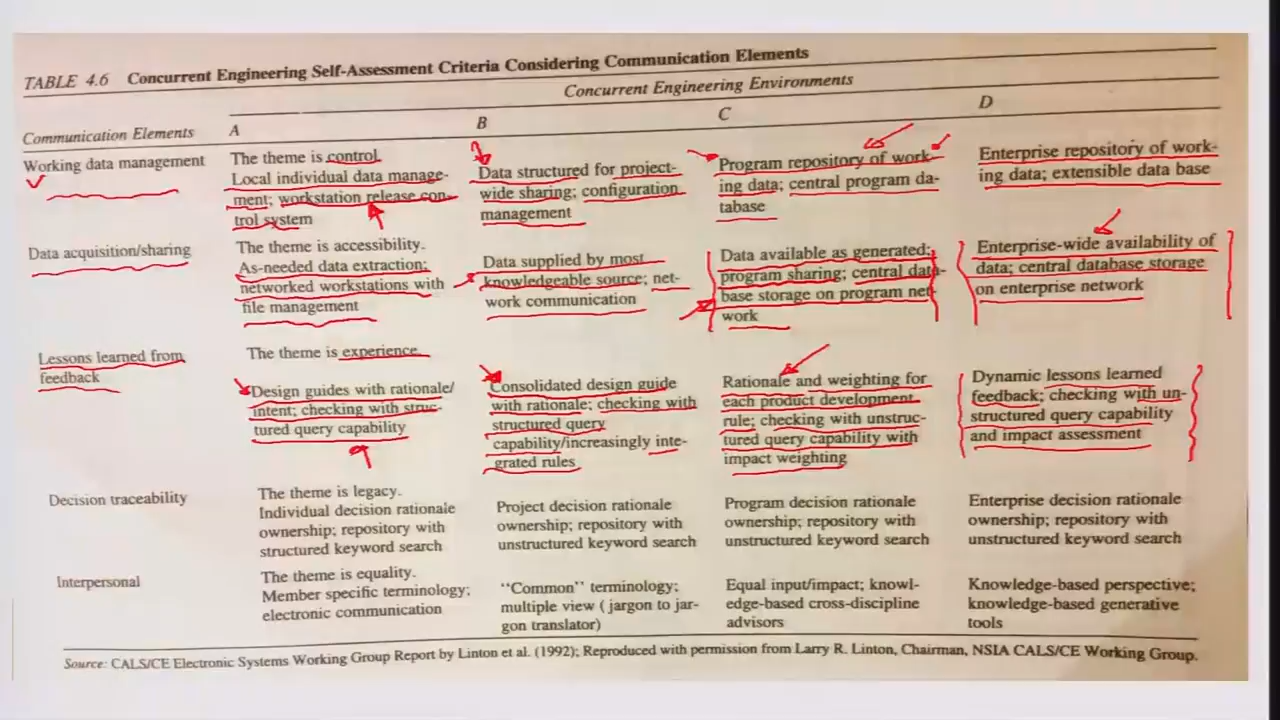 TABLE 4.6 Concurrent Engineering Self-Assessment Criteria Considering Communication Elements
Concurrent Engineering Environments
Communication Elements
A
B
C
D
Working data management
The theme is control.
Local individual data manage-
ment; workstation release con-
trol system
Data structured for project-
wide sharing; configuration
management
Program repository of work-
ing data; central program da-
tabase
Enterprise repository of work-
ing data; extensible data base
Data acquisition/sharing
The theme is accessibility.
As-needed data extraction;
networked workstations with
file management
Data supplied by most
knowledgeable source; net-
work communication
Data available as generated;
program sharing; central data-
base storage on program net-
work
Enterprise-wide availability of
data; central database storage
on enterprise network
Lessons learned from
feedback
The theme is experience.
Design guides with rationale/
intent; checking with struc-
tured query capability
Consolidated design guide
with rationale; checking with
structured query
capability/increasingly inte-
grated rules
Rationale and weighting for
each product development
rule; checking with unstruc-
tured query capability with
impact weighting
Dynamic lessons learned
feedback; checking with un-
structured query capability
and impact assessment
Decision traceability
The theme is legacy.
Individual decision rationale
ownership; repository with
structured keyword search
Project decision rationale
ownership; repository with
unstructured keyword search
Program decision rationale
ownership; repository with
unstructured keyword search
Enterprise decision rationale
ownership; repository with
unstructured keyword search
Interpersonal
The theme is equality.
Member specific terminology;
electronic communication
"Common" terminology;
multiple view (jargon to jar-
gon translator)
Equal input/impact; knowl-
edge-based cross-discipline
advisors
Knowledge-based perspective;
knowledge-based generative
tools
Source: CALS/CE Electronic Systems Working Group Report by Linton et al. (1992); Reproduced with permission from Larry R. Linton, Chairman, NSIA CALS/CE Working Group.